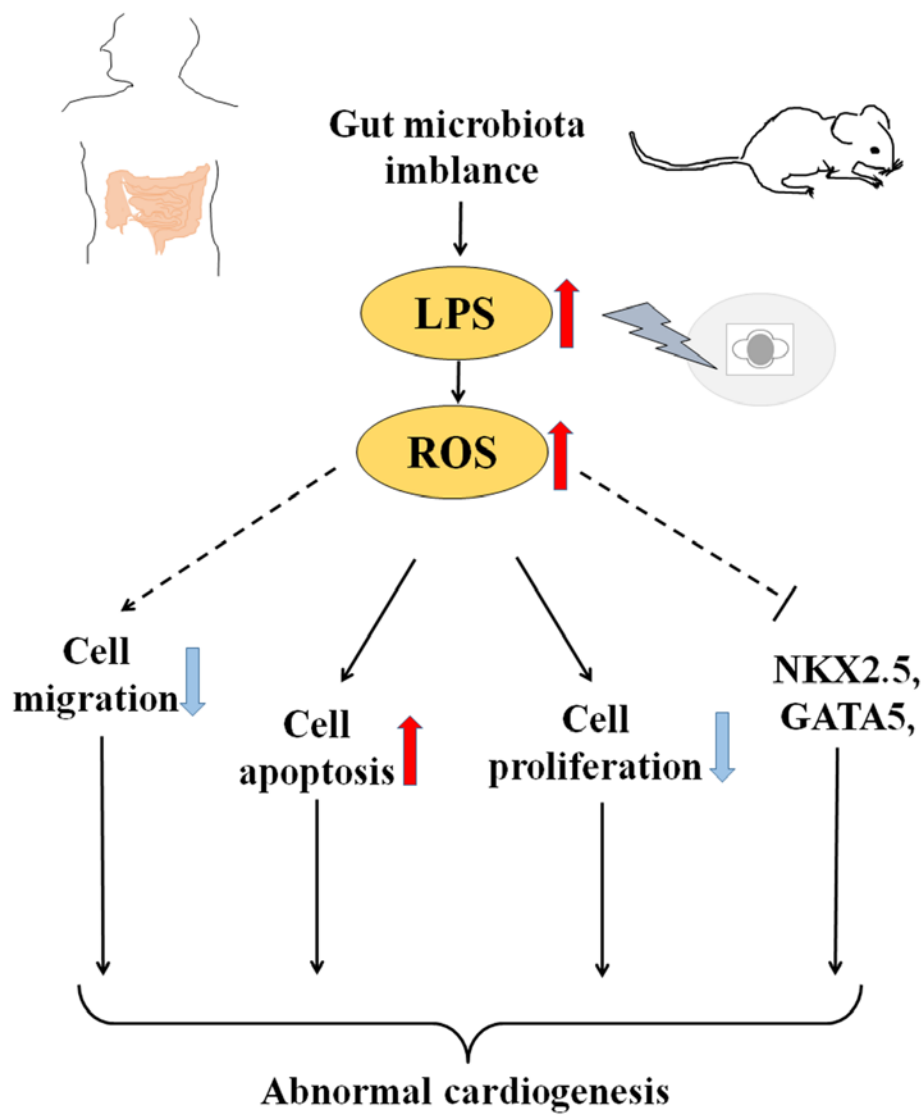 Gut microbiota
imblance
LPS
ROS
Cell
migration
Cell
apoptosis
Cell
proliferation
NKX2.5,
GATA5,
Abnormal cardiogenesis